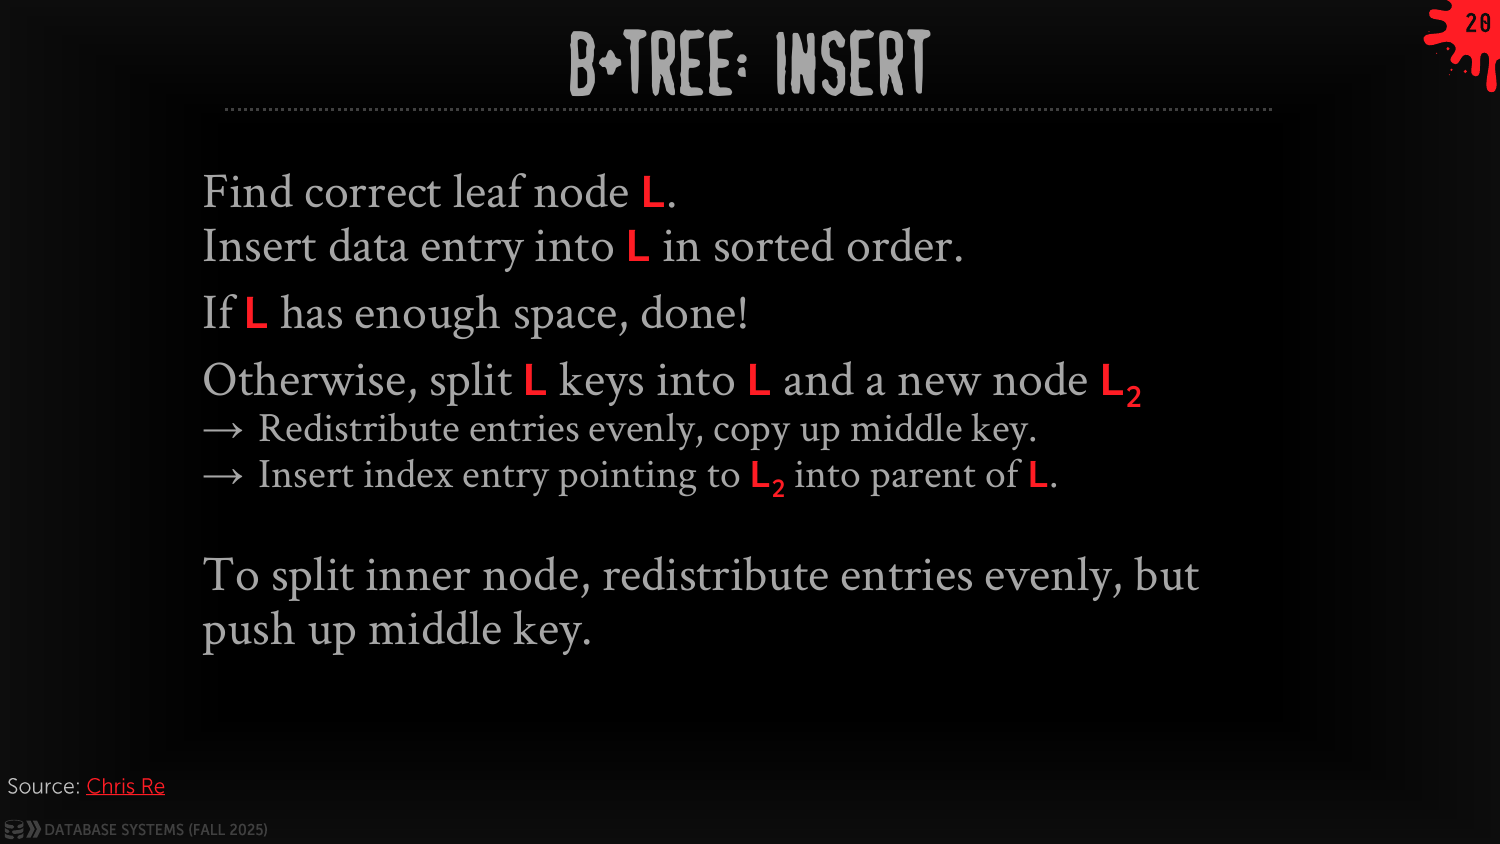 20
B+TREE: INSERT
Find correct leaf node L.
Insert data entry into L in sorted order.
If L has enough space, done!
Otherwise, split L keys into L and a new node L₂
→ Redistribute entries evenly, copy up middle key.
→ Insert index entry pointing to L₂ into parent of L.
To split inner node, redistribute entries evenly, but
push up middle key.
Source: Chris Re
DATABASE SYSTEMS (FALL 2025)